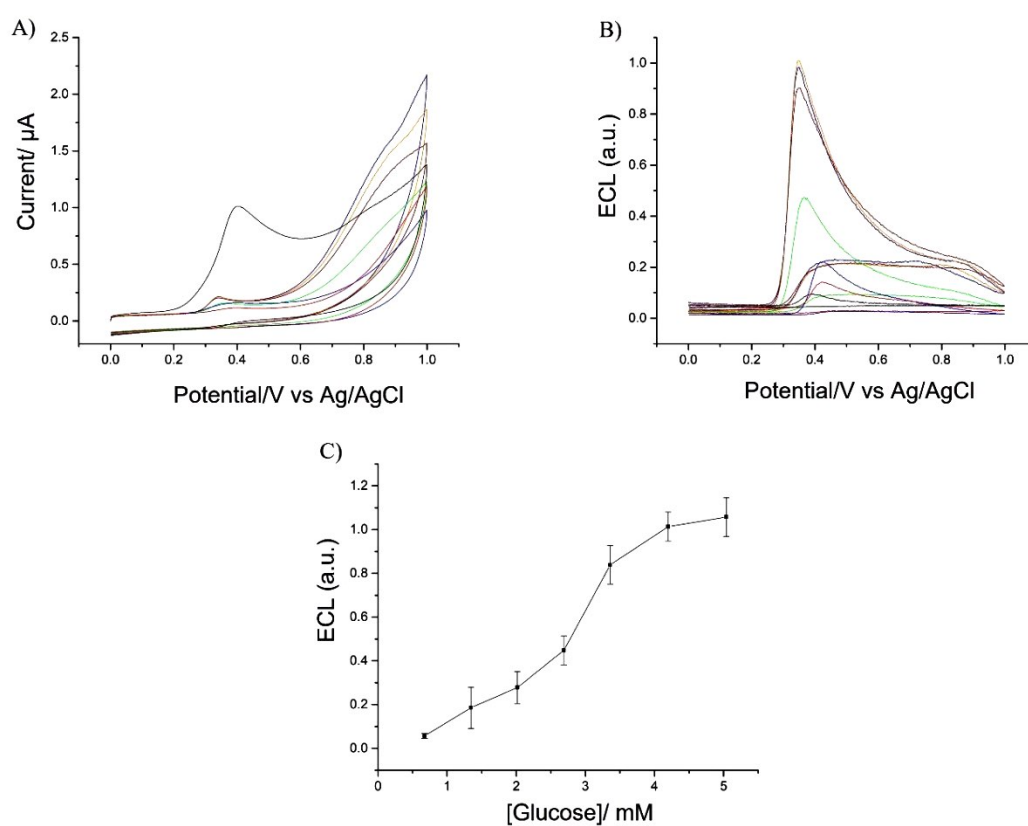 A)
2.5
2.0
1.5
1.0
0.5
0.0
Current/ µA
0.0 0.2 0.4 0.6 0.8 1.0
Potential/V vs Ag/AgCl
B)
1.0
0.8
0.6
0.4
0.2
0.0
ECL (a.u.)
0.0 0.2 0.4 0.6 0.8 1.0
Potential/V vs Ag/AgCl
C)
1.2
1.0
0.8
0.6
0.4
0.2
0.0
ECL (a.u.)
0 1 2 3 4 5
[Glucose]/ mM